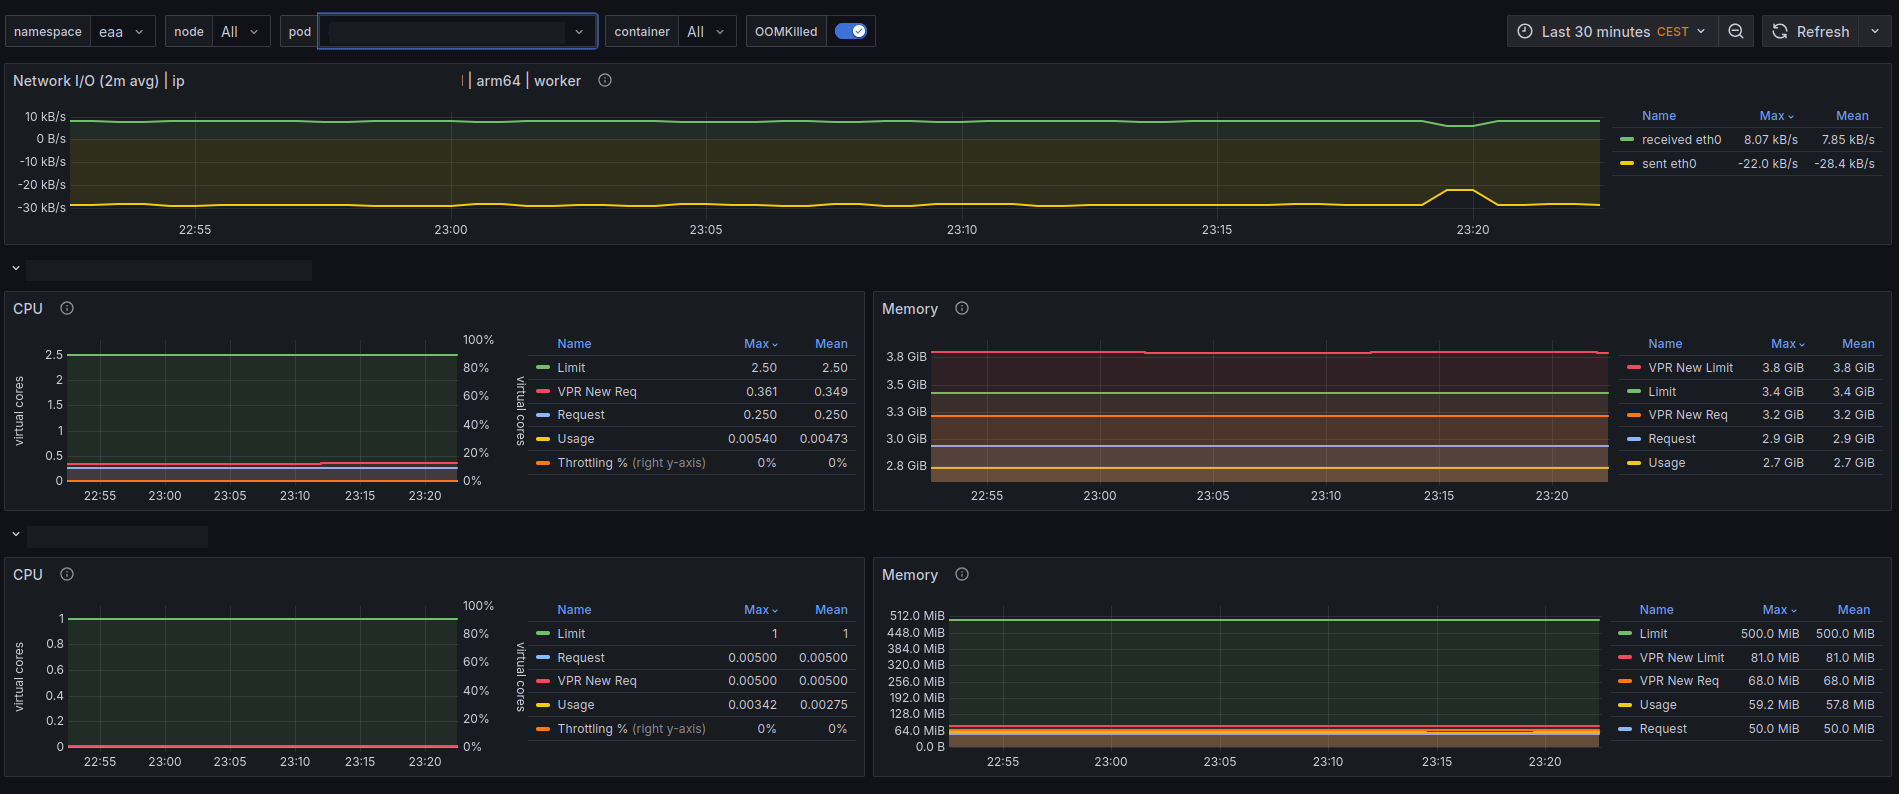 namespace eaa node All pod container All OOMKilled Last 30 minutes CEST Refresh
Network I/O (2m avg) | ip | arm64 | worker
10 kB/s
0 B/s
-10 kB/s
-20 kB/s
-30 kB/s
22:55 23:00 23:05 23:10 23:15 23:20
Name Max Mean
received eth0 8.07 kB/s 7.85 kB/s
sent eth0 -22.0 kB/s -28.4 kB/s
CPU
virtual cores
2.5
2
1.5
1
0.5
0
100%
80%
60%
40%
20%
0%
virtual cores
22:55 23:00 23:05 23:10 23:15 23:20
Name Max Mean
Limit 2.50 2.50
VPR New Req 0.361 0.349
Request 0.250 0.250
Usage 0.00540 0.00473
Throttling % (right y-axis) 0% 0%
Memory
3.8 GiB
3.5 GiB
3.3 GiB
3.0 GiB
2.8 GiB
22:55 23:00 23:05 23:10 23:15 23:20
Name Max Mean
VPR New Limit 3.8 GiB 3.8 GiB
Limit 3.4 GiB 3.4 GiB
VPR New Req 3.2 GiB 3.2 GiB
Request 2.9 GiB 2.9 GiB
Usage 2.7 GiB 2.7 GiB
CPU
virtual cores
1
0.8
0.6
0.4
0.2
0
100%
80%
60%
40%
20%
0%
virtual cores
22:55 23:00 23:05 23:10 23:15 23:20
Name Max Mean
Limit 1 1
Request 0.00500 0.00500
VPR New Req 0.00500 0.00500
Usage 0.00342 0.00275
Throttling % (right y-axis) 0% 0%
Memory
512.0 MiB
448.0 MiB
384.0 MiB
320.0 MiB
256.0 MiB
192.0 MiB
128.0 MiB
64.0 MiB
0.0 B
22:55 23:00 23:05 23:10 23:15 23:20
Name Max Mean
Limit 500.0 MiB 500.0 MiB
VPR New Limit 81.0 MiB 81.0 MiB
VPR New Req 68.0 MiB 68.0 MiB
Usage 59.2 MiB 57.8 MiB
Request 50.0 MiB 50.0 MiB